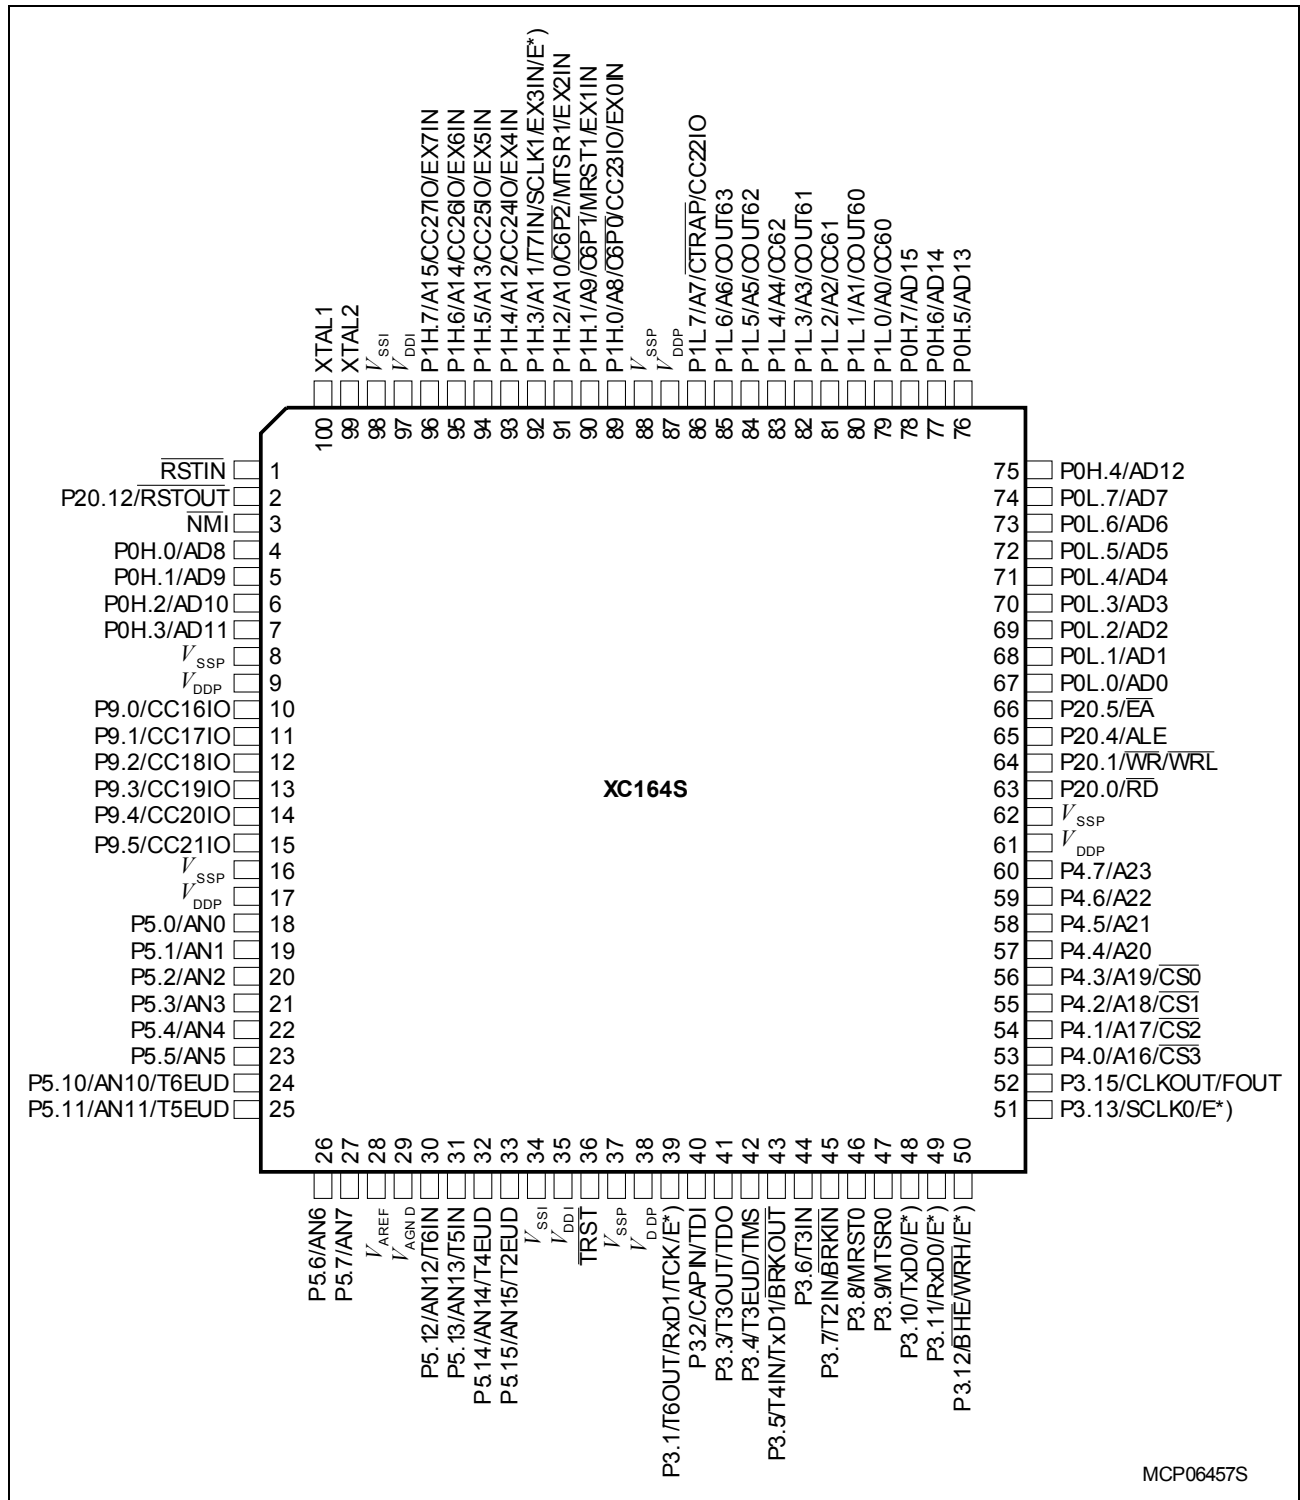 XTAL1
XTAL2
VSSI
VDDI
P1H.7/A15/CC27IO/EX7IN
P1H.6/A14/CC26IO/EX6IN
P1H.5/A13/CC25IO/EX5IN
P1H.4/A12/CC24IO/EX4IN
P1H.3/A11/T7IN/SCLK1/EX3IN/E*)
P1H.2/A10/C6P2/MTSR1/EX2IN
P1H.1/A9/C6P1/MRST1/EX1IN
P1H.0/A8/C6P0/CC23IO/EX0IN
VSSP
VDDP
P1L.7/A7/CTRAP/CC22IO
P1L.6/A6/COUT63
P1L.5/A5/COUT62
P1L.4/A4/CC62
P1L.3/A3/COUT61
P1L.2/A2/CC61
P1L.1/A1/COUT60
P1L.0/A0/CC60
P0H.7/AD15
P0H.6/AD14
P0H.5/AD13
100
99
98
97
96
95
94
93
92
91
90
89
88
87
86
85
84
83
82
81
80
79
78
77
76
RSTIN 1
P20.12/RSTOUT 2
NMI 3
P0H.0/AD8 4
P0H.1/AD9 5
P0H.2/AD10 6
P0H.3/AD11 7
VSSP 8
VDDP 9
P9.0/CC16IO 10
P9.1/CC17IO 11
P9.2/CC18IO 12
P9.3/CC19IO 13
P9.4/CC20IO 14
P9.5/CC21IO 15
VSSP 16
VDDP 17
P5.0/AN0 18
P5.1/AN1 19
P5.2/AN2 20
P5.3/AN3 21
P5.4/AN4 22
P5.5/AN5 23
P5.10/AN10/T6EUD 24
P5.11/AN11/T5EUD 25
XC164S
75 P0H.4/AD12
74 P0L.7/AD7
73 P0L.6/AD6
72 P0L.5/AD5
71 P0L.4/AD4
70 P0L.3/AD3
69 P0L.2/AD2
68 P0L.1/AD1
67 P0L.0/AD0
66 P20.5/EA
65 P20.4/ALE
64 P20.1/WR/WRL
63 P20.0/RD
62 VSSP
61 VDDP
60 P4.7/A23
59 P4.6/A22
58 P4.5/A21
57 P4.4/A20
56 P4.3/A19/CS0
55 P4.2/A18/CS1
54 P4.1/A17/CS2
53 P4.0/A16/CS3
52 P3.15/CLKOUT/FOUT
51 P3.13/SCLK0/E*)
26
27
28
29
30
31
32
33
34
35
36
37
38
39
40
41
42
43
44
45
46
47
48
49
50
P5.6/AN6
P5.7/AN7
VAREF
VAGND
P5.12/AN12/T6IN
P5.13/AN13/T5IN
P5.14/AN14/T4EUD
P5.15/AN15/T2EUD
VSSI
VDDI
TRST
VSSP
VDDP
P3.1/T6OUT/RxD1/TCK/E*)
P3.2/CAPIN/TDI
P3.3/T3OUT/TDO
P3.4/T3EUD/TMS
P3.5/T4IN/TxD1/BRKOUT
P3.6/T3IN
P3.7/T2IN/BRKIN
P3.8/MRST0
P3.9/MTSR0
P3.10/TxD0/E*)
P3.11/RxD0/E*)
P3.12/BHE/WRH/E*)
MCP06457S